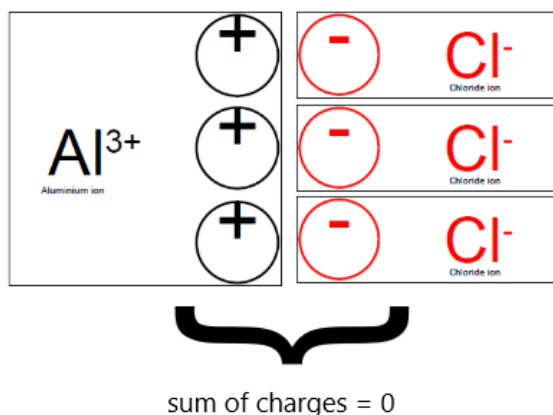 +
- Cl-
Chloride ion
Al3+
Aluminium ion
+
- Cl-
Chloride ion
+
- Cl-
Chloride ion
sum of charges = 0